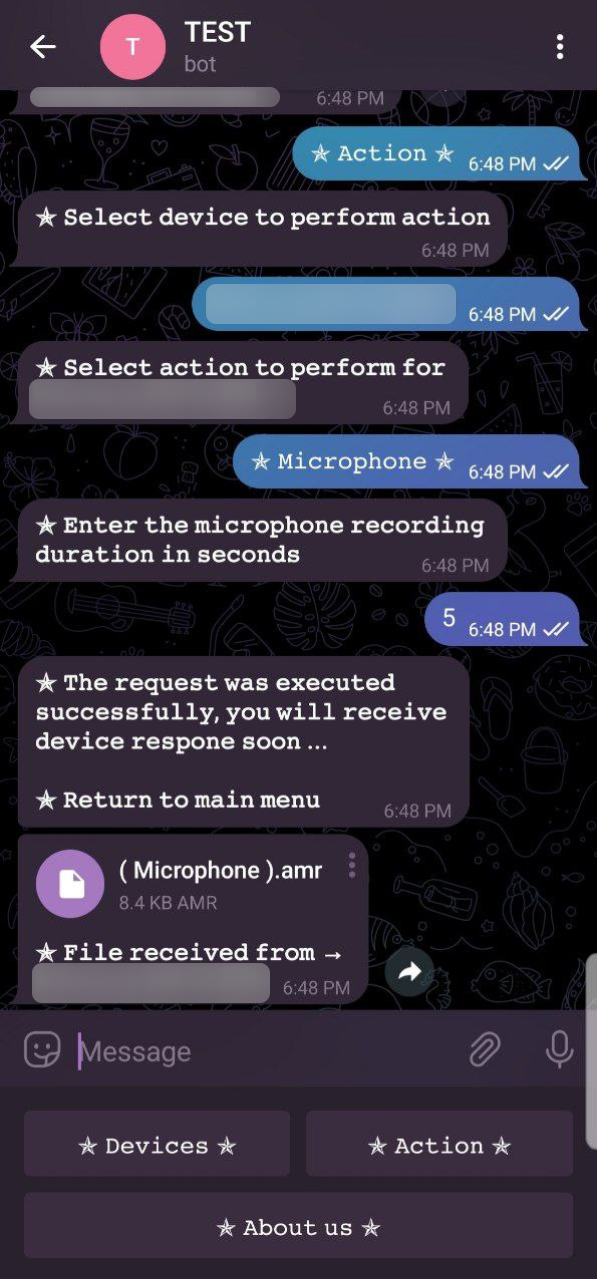 T
TEST
bot
6:48 PM
✯ Action ✯ 6:48 PM
✯ Select device to perform action
6:48 PM
6:48 PM
✯ Select action to perform for
6:48 PM
✯ Microphone ✯ 6:48 PM
✯ Enter the microphone recording
duration in seconds
6:48 PM
5 6:48 PM
✯ The request was executed
successfully, you will receive
device respone soon ...
✯ Return to main menu
6:48 PM
( Microphone ).amr
8.4 KB AMR
✯ File received from →
6:48 PM
Message
✯ Devices ✯
✯ Action ✯
✯ About us ✯